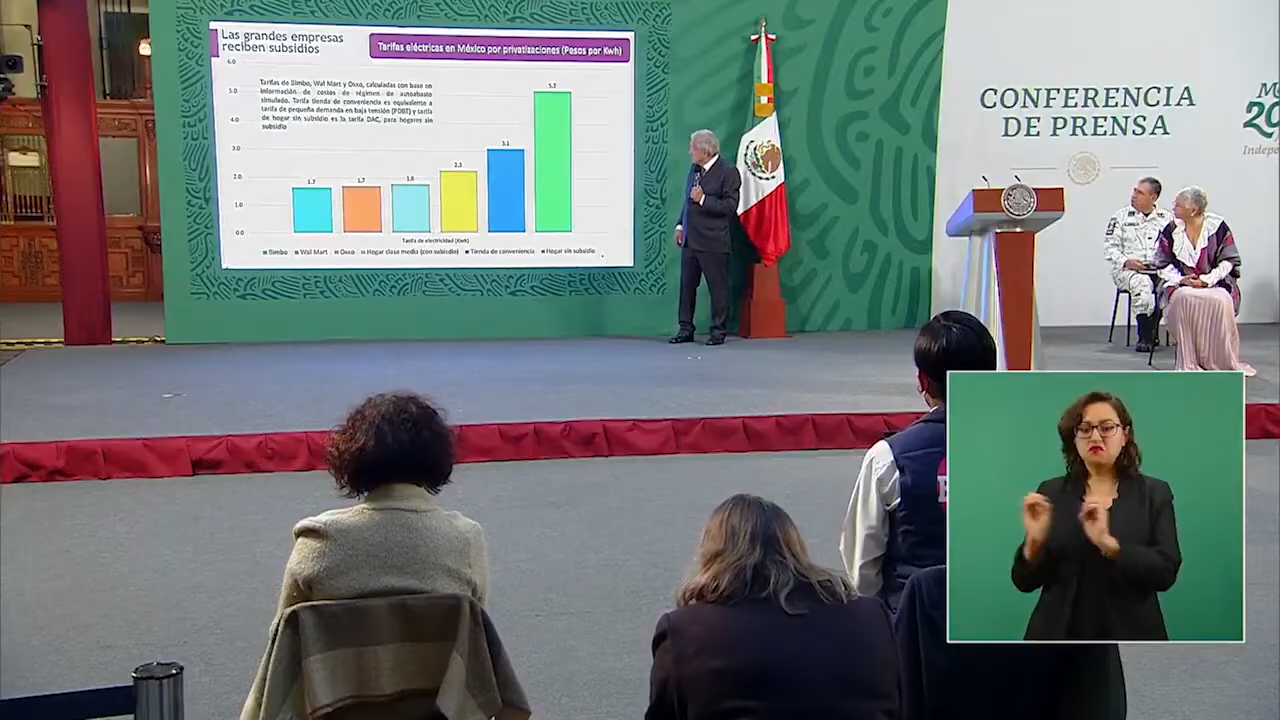 Las grandes empresas
reciben subsidios
Tarifas eléctricas en México por privatizaciones (Pesos por Kwh)
6.0
5.0
4.0
3.0
2.0
1.0
0.0
Tarifas de Bimbo, Wal Mart y Oxxo, calculadas con base en
información de costos de régimen de autoabasto
simulado. Tarifa tienda de conveniencia es equivalente a
tarifa de pequeña demanda en baja tensión (PDBT) y tarifa
de hogar sin subsidio es la tarifa DAC, para hogares sin
subsidio
1.7
1.7
1.8
2.3
3.1
5.2
Tarifa de electricidad (Kwh)
Bimbo Wal Mart Oxxo Hogar clase media (con subsidio) Tienda de conveniencia Hogar sin subsidio
CONFERENCIA
DE PRENSA